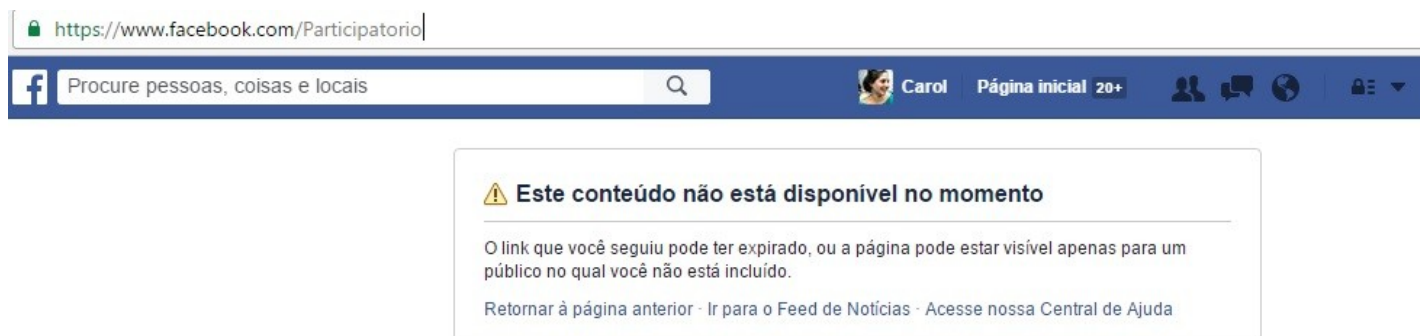 https://www.facebook.com/Participatorio
f Procure pessoas, coisas e locais Carol Página inicial 20+
Este conteúdo não está disponível no momento
O link que você seguiu pode ter expirado, ou a página pode estar visível apenas para um
público no qual você não está incluído.
Retornar à página anterior · Ir para o Feed de Notícias · Acesse nossa Central de Ajuda